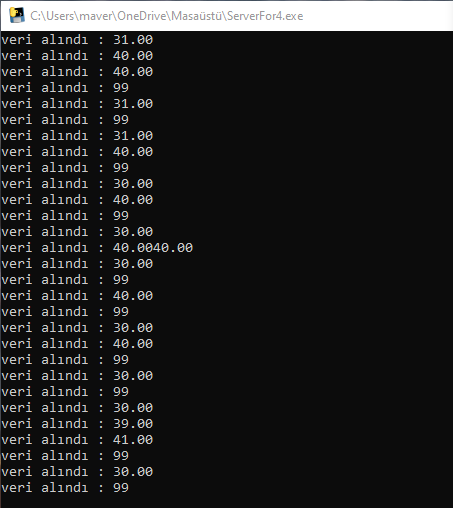 C:\Users\maver\OneDrive\Masaüstü\ServerFor4.exe
veri alındı : 31.00
veri alındı : 40.00
veri alındı : 40.00
veri alındı : 99
veri alındı : 31.00
veri alındı : 99
veri alındı : 31.00
veri alındı : 40.00
veri alındı : 99
veri alındı : 30.00
veri alındı : 40.00
veri alındı : 99
veri alındı : 30.00
veri alındı : 40.0040.00
veri alındı : 30.00
veri alındı : 99
veri alındı : 40.00
veri alındı : 99
veri alındı : 30.00
veri alındı : 40.00
veri alındı : 99
veri alındı : 30.00
veri alındı : 99
veri alındı : 30.00
veri alındı : 39.00
veri alındı : 41.00
veri alındı : 99
veri alındı : 30.00
veri alındı : 99